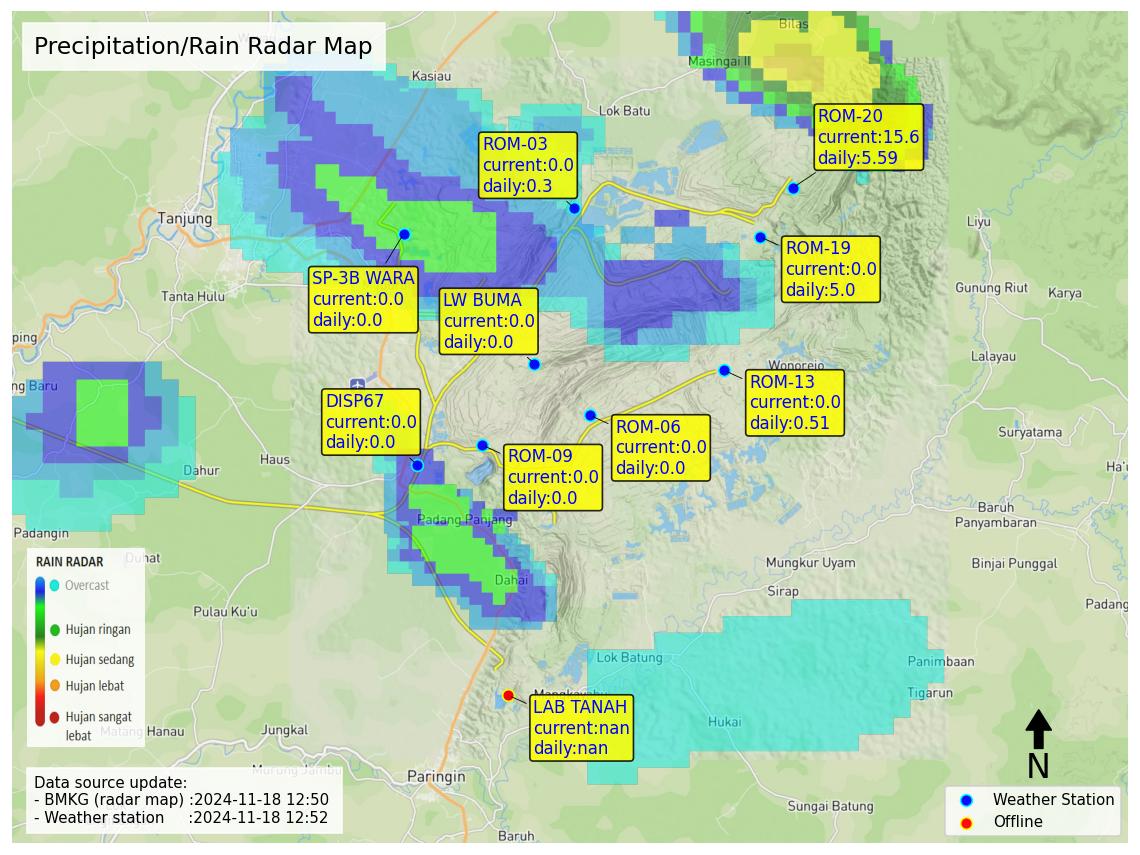 Precipitation/Rain Radar Map
Bilas
Masingai II
Kasiau
Lok Batu
ROM-20
current:15.6
daily:5.59
ROM-03
current:0.0
daily:0.3
Tanjung
Liyu
ROM-19
current:0.0
daily:5.0
SP-3B WARA
current:0.0
daily:0.0
Tanta Hulu
LW BUMA
current:0.0
daily:0.0
Gunung Riut
Karya
ping
Lalayau
Wonorejo
ng Baru
ROM-13
current:0.0
daily:0.51
DISP67
current:0.0
daily:0.0
ROM-06
current:0.0
daily:0.0
Suryatama
Haus
Dahur
ROM-09
current:0.0
daily:0.0
Ha'u
Padang Panjang
Baruh
Panyambaran
Padangin
Duhat
Mungkur Uyam
Binjai Punggal
RAIN RADAR
Overcast
Hujan ringan
Hujan sedang
Hujan lebat
Hujan sangat
lebat
Dahai
Sirap
Pulau Ku'u
Padang
Lok Batung
Panimbaan
Tigarun
LAB TANAH
current:nan
daily:nan
Hukai
Matang Hanau
Jungkal
Murung Jambu
Paringin
N
Data source update:
- BMKG (radar map) :2024-11-18 12:50
- Weather station :2024-11-18 12:52
Sungai Batung
Baruh
Weather Station
Offline